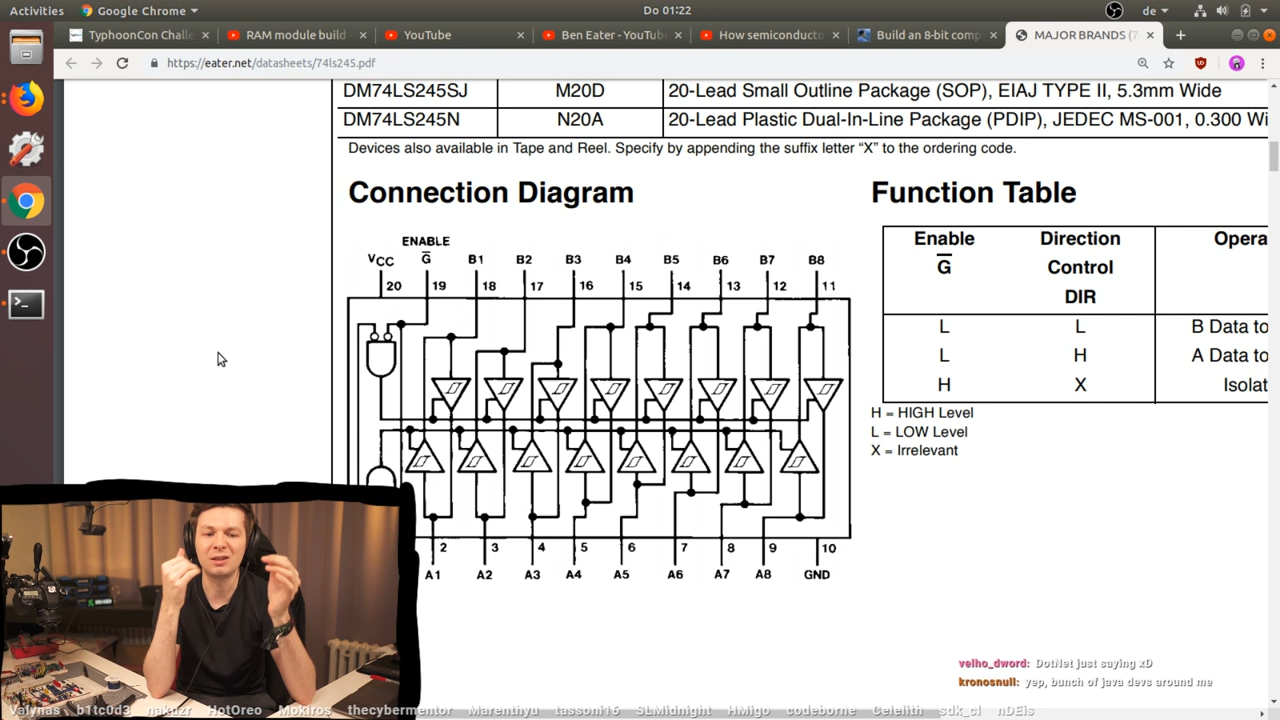 Activities
Google Chrome
Do 01:22
de
TyphoonCon Challe
RAM module build
YouTube
Ben Eater - YouTub
How semiconducto
Build an 8-bit comp
MAJOR BRANDS (7
https://eater.net/datasheets/74ls245.pdf
DM74LS245SJ M20D 20-Lead Small Outline Package (SOP), EIAJ TYPE II, 5.3mm Wide
DM74LS245N N20A 20-Lead Plastic Dual-In-Line Package (PDIP), JEDEC MS-001, 0.300 Wi
Devices also available in Tape and Reel. Specify by appending the suffix letter “X” to the ordering code.
Connection Diagram
ENABLE
VCC G̅ B1 B2 B3 B4 B5 B6 B7 B8
20 19 18 17 16 15 14 13 12 11
2 3 4 5 6 7 8 9 10
A1 A2 A3 A4 A5 A6 A7 A8 GND
Function Table
Enable Direction Opera
G̅ Control
DIR
L L B Data to
L H A Data to
H X Isolat
H = HIGH Level
L = LOW Level
X = Irrelevant
velho_dword: DotNet just saying xD
kronosnull: yep, bunch of java devs around me
Valynas b1tc0d3 nakuzr HotOreo Mokiros thecybermentor Marenthyu tassoni16 SLMidnight HMigo codeborne Celelith sdk_cl nDEis